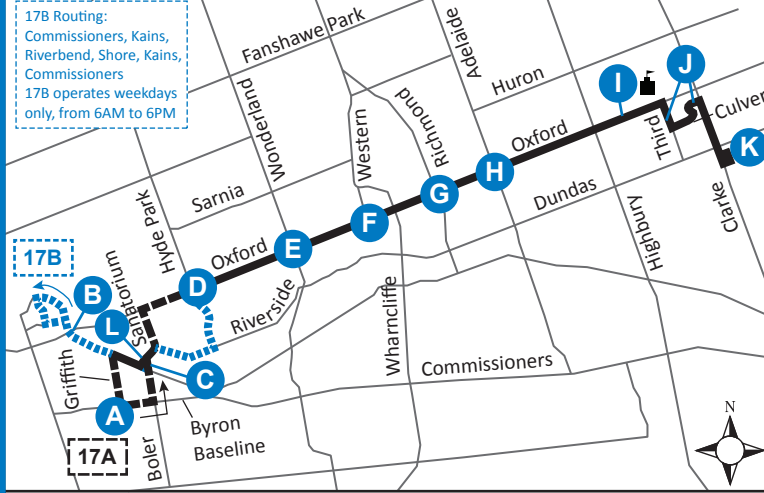 17B Routing:
Commissioners, Kains,
Riverbend, Shore, Kains,
Commissioners
17B operates weekdays
only, from 6AM to 6PM
Fanshawe Park
Adelaide
Huron
I
J
Culver
Wonderland
Western
Richmond
Oxford
Third
K
H
Hyde Park
Sarnia
G
Dundas
F
Highbury
Clarke
17B
Oxford
E
Sanatorium
D
B
Riverside
L
Wharncliffe
Griffith
C
Commissioners
A
Byron
Baseline
17A
Boler
N